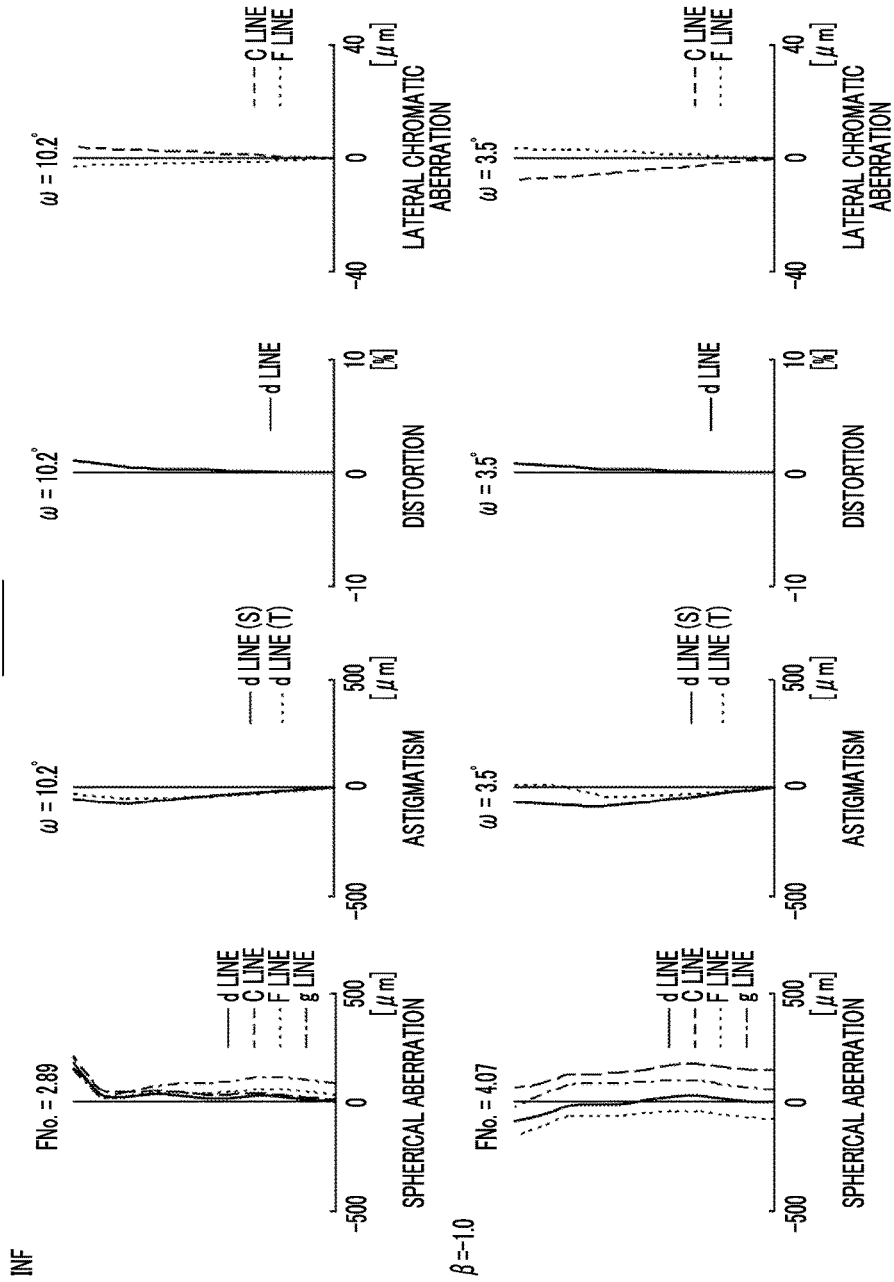 INF
FNo. = 2.89
d LINE
C LINE
F LINE
g LINE
-500
0
500
[μm]
SPHERICAL ABERRATION
ω = 10.2°
d LINE (S)
d LINE (T)
-500
0
500
[μm]
ASTIGMATISM
ω = 10.2°
d LINE
-10
0
10
[%]
DISTORTION
ω = 10.2°
C LINE
F LINE
-40
0
40
[μm]
LATERAL CHROMATIC
ABERRATION
β=-1.0
FNo. = 4.07
d LINE
C LINE
F LINE
g LINE
-500
0
500
[μm]
SPHERICAL ABERRATION
ω = 3.5°
d LINE (S)
d LINE (T)
-500
0
500
[μm]
ASTIGMATISM
ω = 3.5°
d LINE
-10
0
10
[%]
DISTORTION
ω = 3.5°
C LINE
F LINE
-40
0
40
[μm]
LATERAL CHROMATIC
ABERRATION